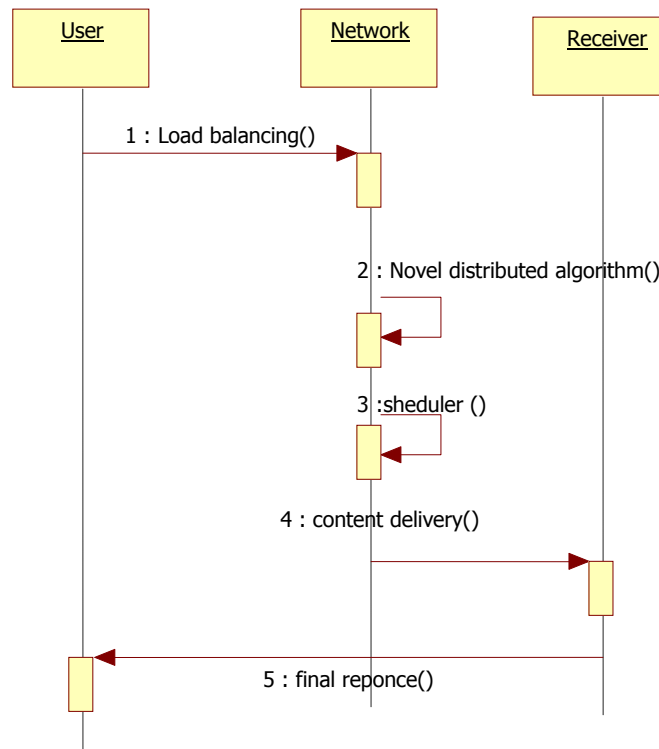 User
Network
Receiver
1 : Load balancing()
2 : Novel distributed algorithm()
3 :sheduler ()
4 : content delivery()
5 : final reponce()